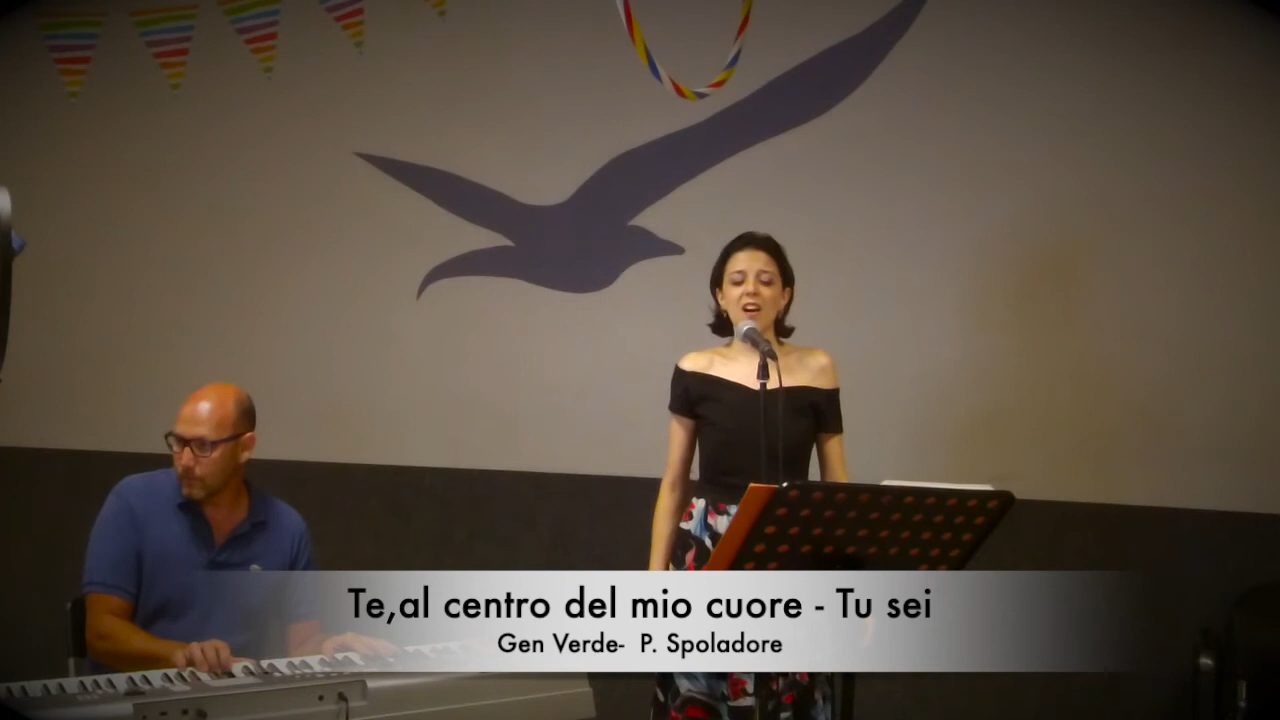 Te,al centro del mio cuore - Tu sei
Gen Verde-  P. Spoladore